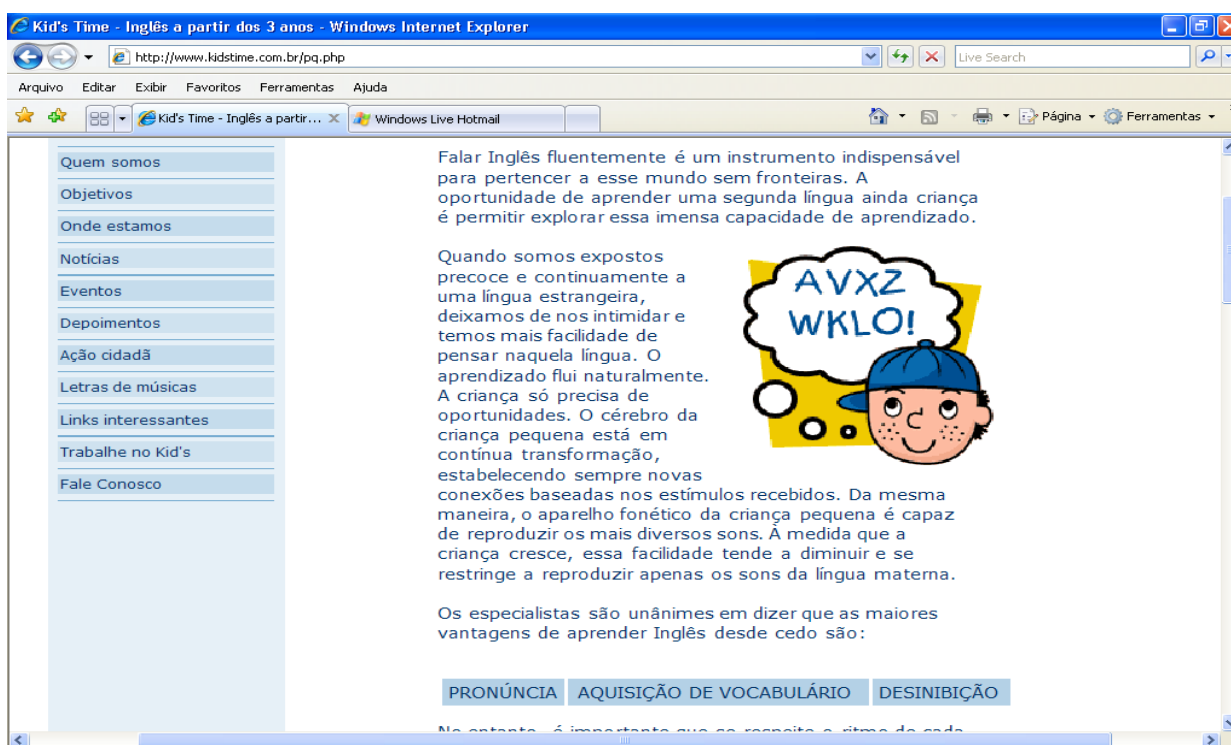 Kid's Time - Inglês a partir dos 3 anos - Windows Internet Explorer
http://www.kidstime.com.br/pq.php
Live Search
Arquivo Editar Exibir Favoritos Ferramentas Ajuda
Kid's Time - Inglês a partir... Windows Live Hotmail
Página Ferramentas
Quem somos
Objetivos
Onde estamos
Notícias
Eventos
Depoimentos
Ação cidadã
Letras de músicas
Links interessantes
Trabalhe no Kid's
Fale Conosco
Falar Inglês fluentemente é um instrumento indispensável
para pertencer a esse mundo sem fronteiras. A
oportunidade de aprender uma segunda língua ainda criança
é permitir explorar essa imensa capacidade de aprendizado.
Quando somos expostos
precoce e continuamente a
uma língua estrangeira,
deixamos de nos intimidar e
temos mais facilidade de
pensar naquela língua. O
aprendizado flui naturalmente.
A criança só precisa de
oportunidades. O cérebro da
criança pequena está em
contínua transformação,
estabelecendo sempre novas
conexões baseadas nos estímulos recebidos. Da mesma
maneira, o aparelho fonético da criança pequena é capaz
de reproduzir os mais diversos sons. À medida que a
criança cresce, essa facilidade tende a diminuir e se
restringe a reproduzir apenas os sons da língua materna.
AVXZ
WKLO!
Os especialistas são unânimes em dizer que as maiores
vantagens de aprender Inglês desde cedo são:
PRONÚNCIA AQUISIÇÃO DE VOCABULÁRIO DESINIBIÇÃO
No entanto, é importante que se respeite o ritmo de cada